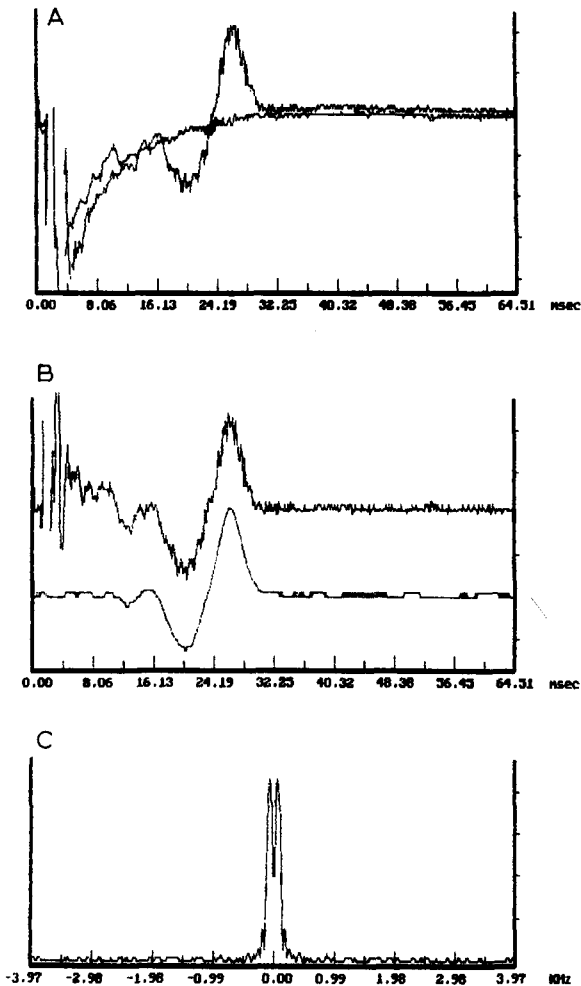 A
0.00 8.06 16.13 24.19 32.25 40.32 48.38 56.45 64.51 msec
B
0.00 8.06 16.13 24.19 32.25 40.32 48.38 56.45 64.51 msec
C
-3.97 -2.98 -1.98 -0.99 0.00 0.99 1.98 2.98 3.97 KHz